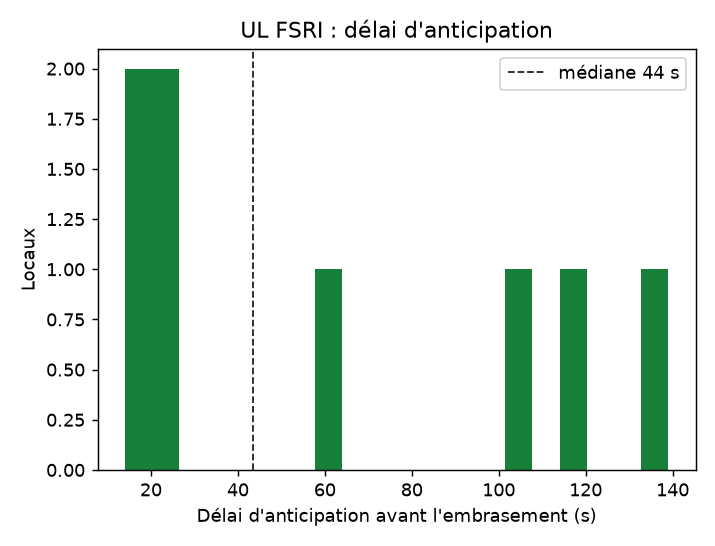 UL FSRI : délai d'anticipation
médiane 44 s
Locaux
2.00
1.75
1.50
1.25
1.00
0.75
0.50
0.25
0.00
20 40 60 80 100 120 140
Délai d'anticipation avant l'embrasement (s)